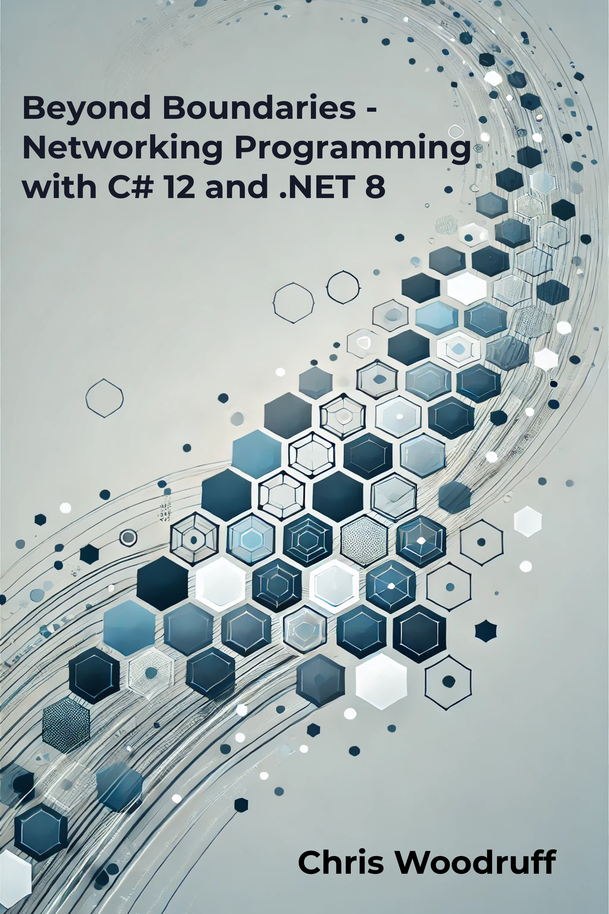 Beyond Boundaries -
Networking Programming
with C# 12 and .NET 8
Chris Woodruff